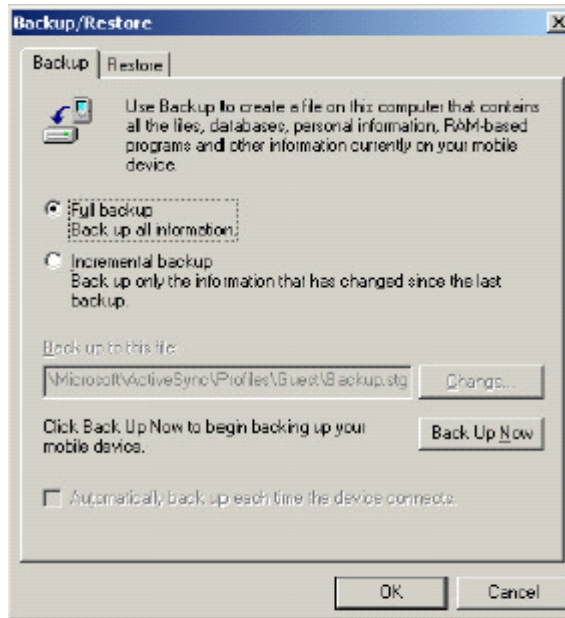 Backup/Restore
Backup
Restore
Use Backup to create a file on this computer that contains
all the files, databases, personal information, RAM-based
programs and other information currently on your mobile
device.
Full backup
Back up all information.
Incremental backup
Back up only the information that has changed since the last
backup.
Back up to this file:
\Microsoft\ActiveSync\Profiles\Guest\Backup.stg
Change...
Click Back Up Now to begin backing up your
mobile device.
Back Up Now
Automatically back up each time the device connects.
OK
Cancel